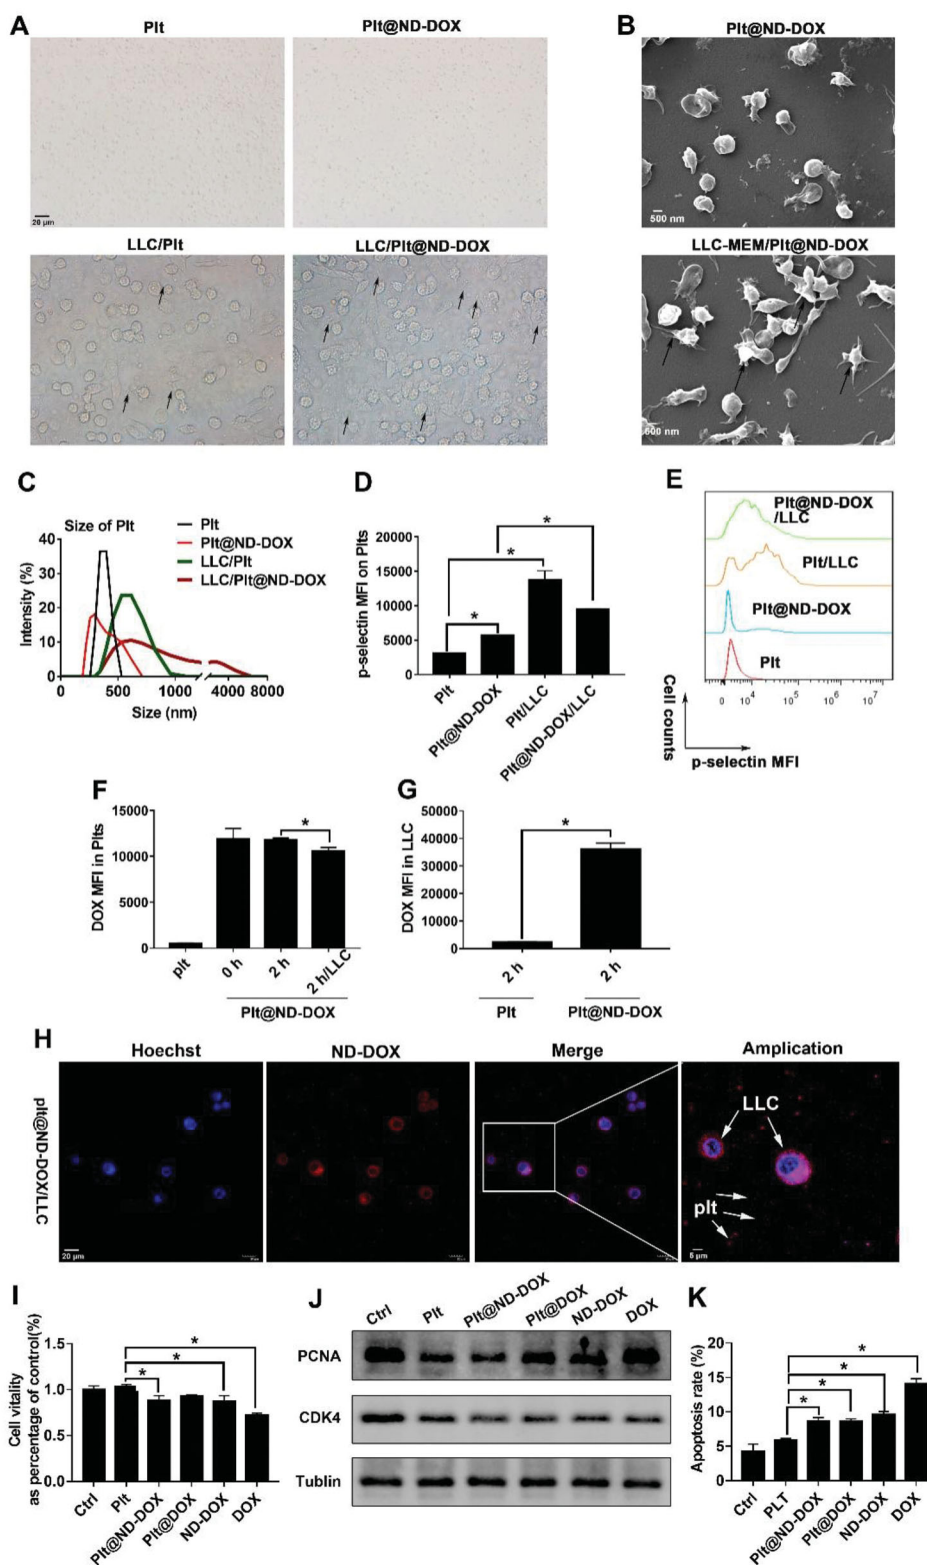 A
Plt
Plt@ND-DOX
20 µm
LLC/Plt
LLC/Plt@ND-DOX
B
Plt@ND-DOX
500 nm
LLC-MEM/Plt@ND-DOX
500 nm
C
Size of Plt
Plt
Plt@ND-DOX
LLC/Plt
LLC/Plt@ND-DOX
Intensity (%)
40
30
20
10
0
0 500 1000 4000 8000
Size (nm)
D
p-selectin MFI on Plts
20000
15000
10000
5000
0
*
*
*
Plt
Plt@ND-DOX
Plt/LLC
Plt@ND-DOX/LLC
E
Plt@ND-DOX
/LLC
Plt/LLC
Plt@ND-DOX
Plt
0 10^4 10^5 10^6 10^7
Cell counts
p-selectin MFI
F
DOX MFI in Plts
15000
10000
5000
0
*
plt
0 h
2 h
2 h/LLC
Plt@ND-DOX
G
DOX MFI in LLC
50000
40000
30000
20000
10000
0
*
2 h
2 h
Plt
Plt@ND-DOX
H
Hoechst
ND-DOX
Merge
Amplication
plt@ND-DOX/LLC
20 µm
LLC
plt
5 µm
I
Cell vitality
as percentage of control(%)
1.5
1.0
0.5
0.0
*
*
*
Ctrl
Plt
Plt@ND-DOX
Plt@DOX
ND-DOX
DOX
J
Ctrl
Plt
Plt@ND-DOX
Plt@DOX
ND-DOX
DOX
PCNA
CDK4
Tublin
K
Apoptosis rate (%)
20
15
10
5
0
*
*
*
*
Ctrl
PLT
Plt@ND-DOX
Plt@DOX
ND-DOX
DOX